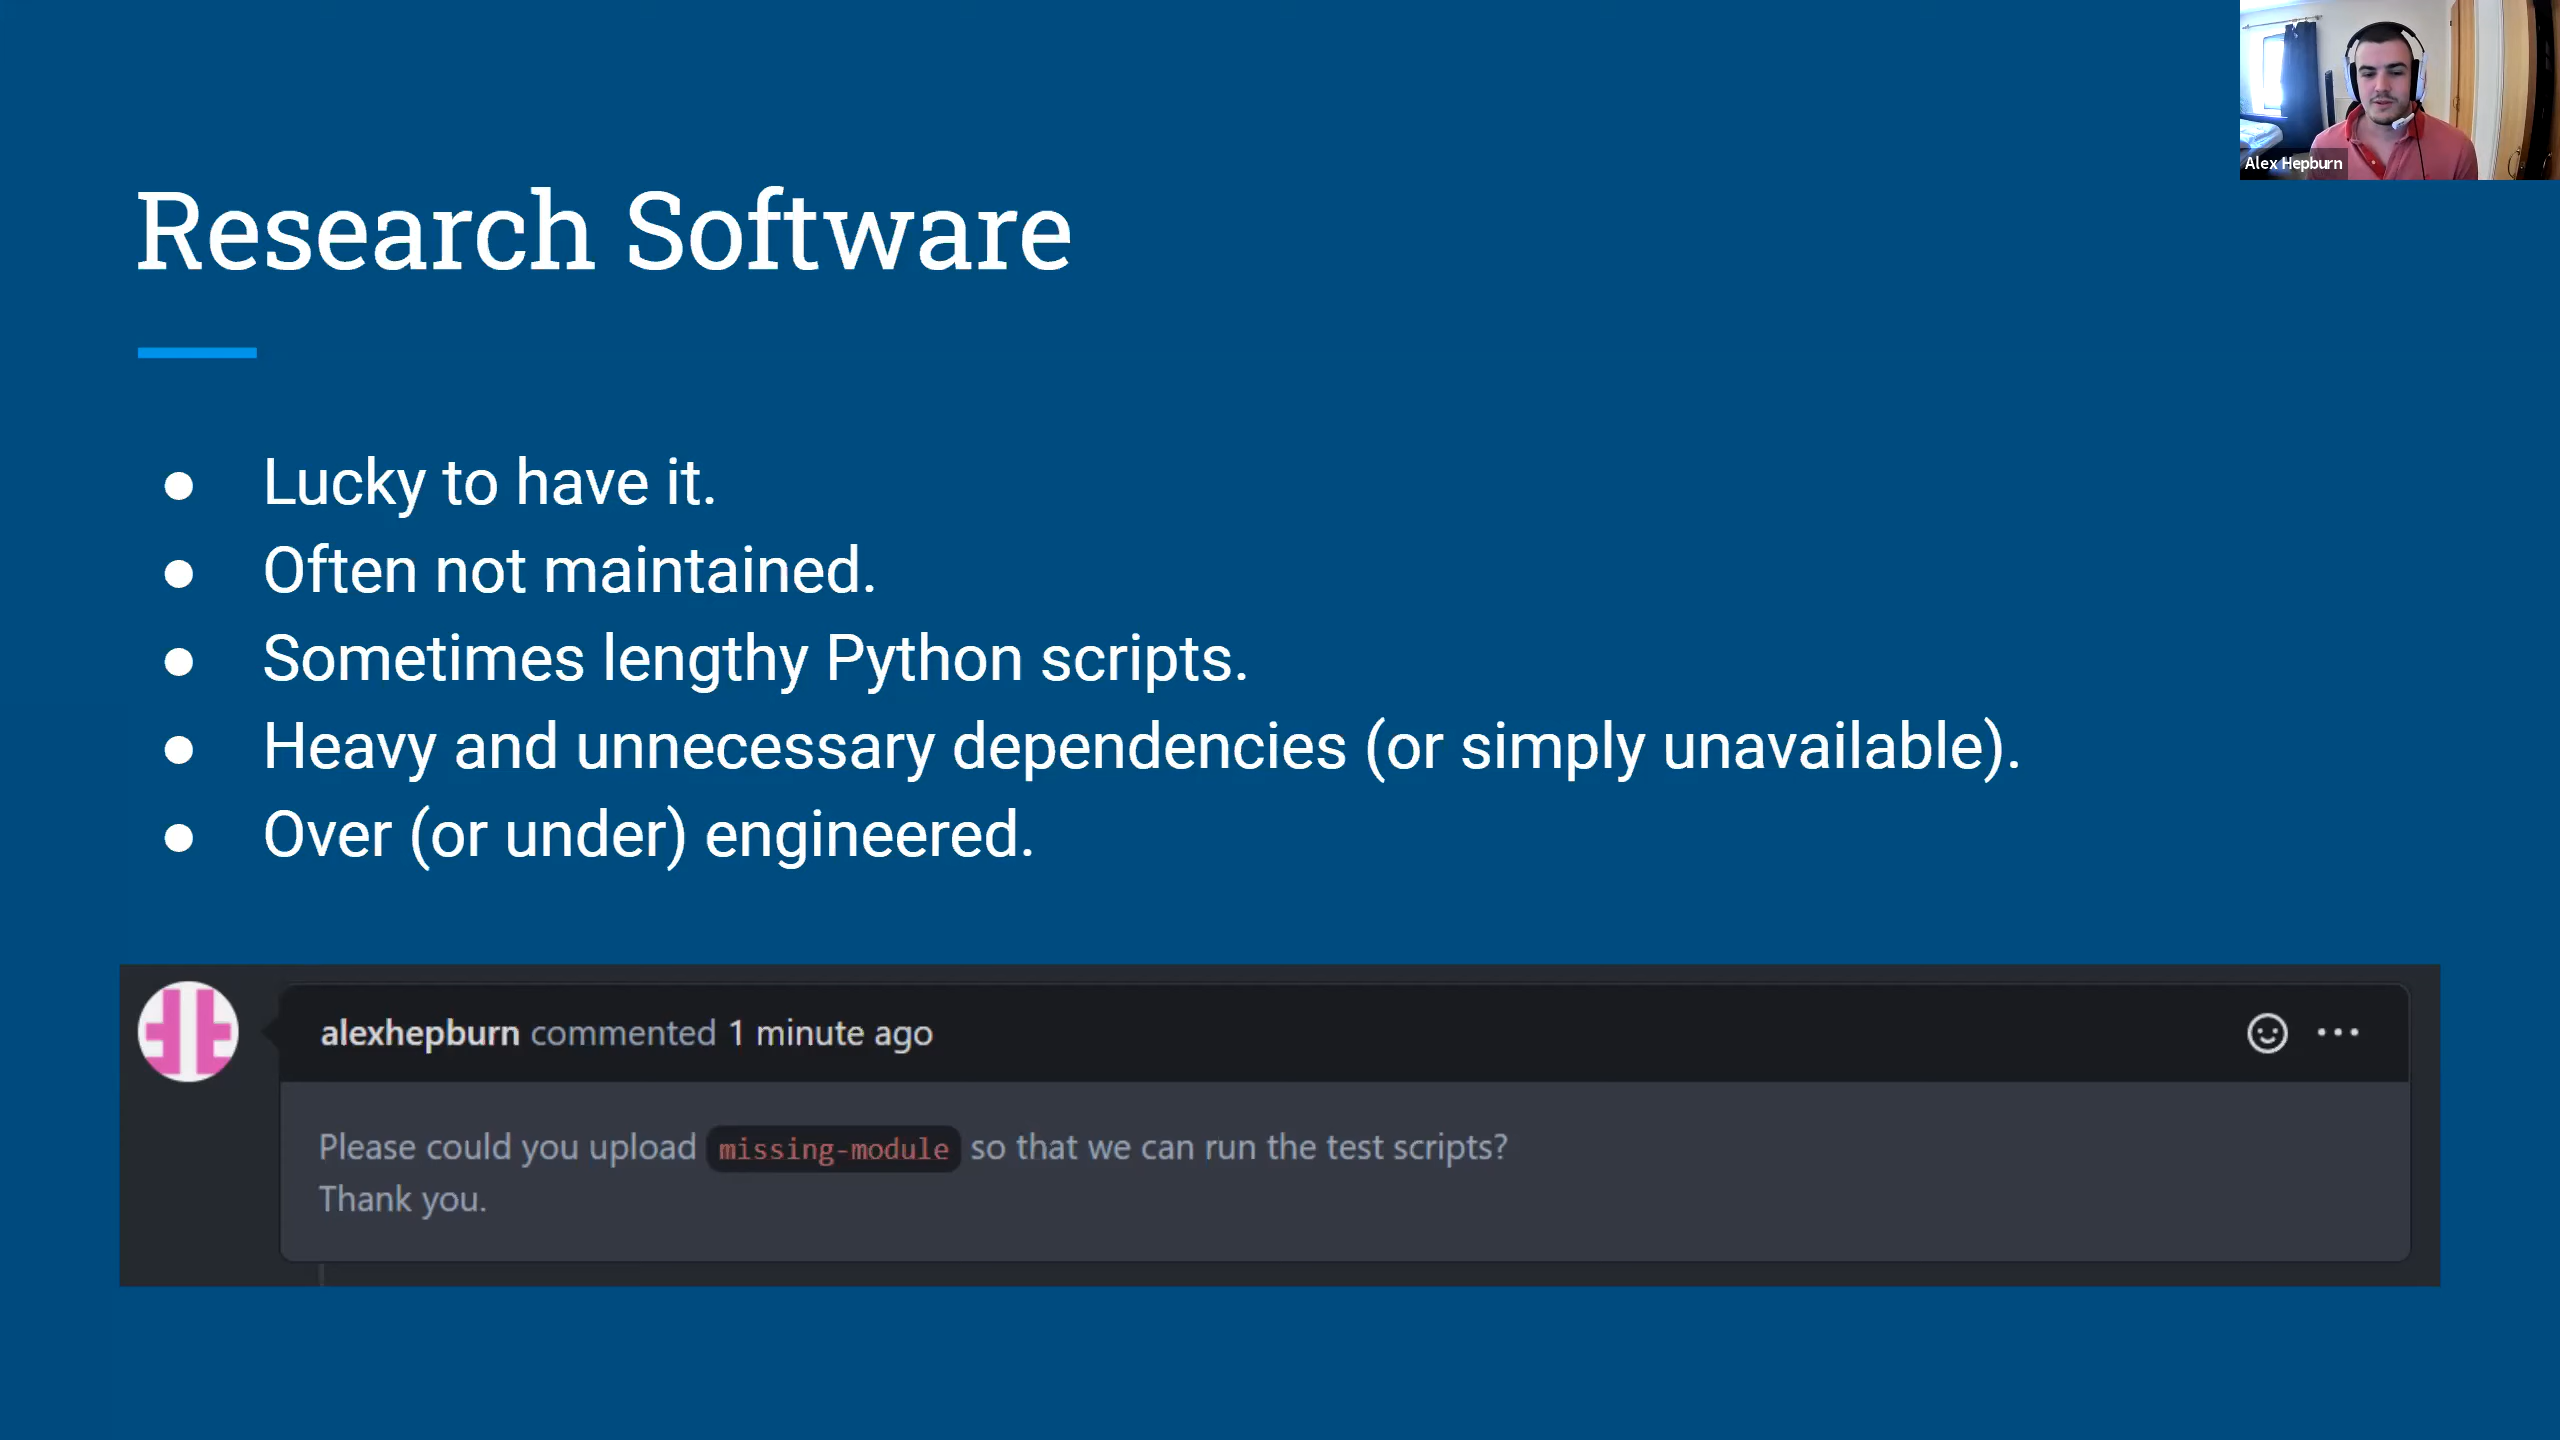 Alex Hepburn
Research Software
● Lucky to have it.
● Often not maintained.
● Sometimes lengthy Python scripts.
● Heavy and unnecessary dependencies (or simply unavailable).
● Over (or under) engineered.
alexhepburn commented 1 minute ago
Please could you upload missing-module so that we can run the test scripts?
Thank you.